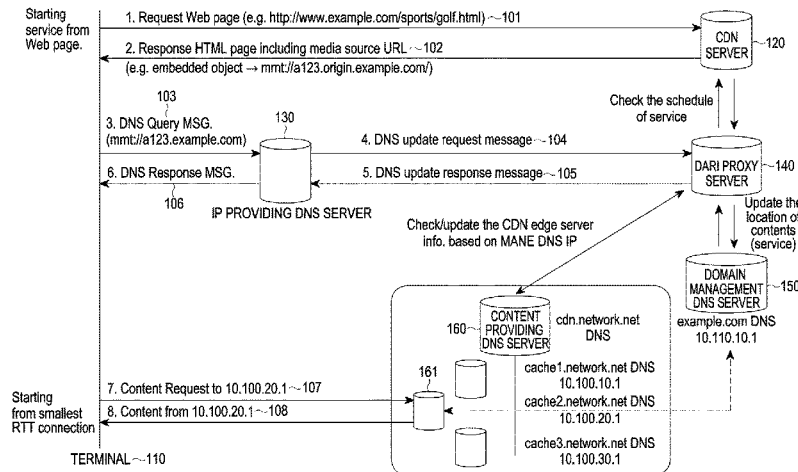 Starting
service from
Web page.
1. Request Web page (e.g. http://www.example.com/sports/golf.html)~101
2. Response HTML page including media source URL~102
(e.g. embedded object → mmt://a123.origin.example.com/)
CDN
SERVER
120
Check the schedule
of service
103
3. DNS Query MSG.
(mmt://a123.example.com)
130
4. DNS update request message~104
6. DNS Response MSG.
5. DNS update response message~105
106
IP PROVIDING DNS SERVER
DARI PROXY
SERVER
140
Check/update the CDN edge server
info. based on MANE DNS IP
Update the
location of
contents
(service)
DOMAIN
MANAGEMENT
DNS SERVER
150
example.com DNS
10.110.10.1
160
CONTENT
PROVIDING
DNS SERVER
cdn.network.net
DNS
cache1.network.net DNS
10.100.10.1
161
cache2.network.net DNS
10.100.20.1
cache3.network.net DNS
10.100.30.1
Starting
from smallest
RTT connection
7. Content Request to 10.100.20.1~107
8. Content from 10.100.20.1~108
TERMINAL~110